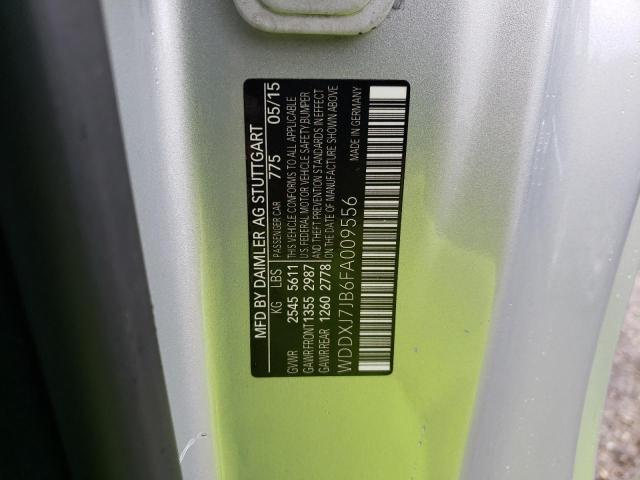 MFD BY DAIMLER AG STUTTGART
KG LBS PASSENGER CAR 775 05/15
GVWR 2545 5611 THIS VEHICLE CONFORMS TO ALL APPLICABLE
GAWR FRONT 1355 2987 U.S. FEDERAL MOTOR VEHICLE SAFETY, BUMPER
GAWR REAR 1260 2778 AND THEFT PREVENTION STANDARDS IN EFFECT
ON THE DATE OF MANUFACTURE SHOWN ABOVE
WDDXJ7JB6FA009556 MADE IN GERMANY